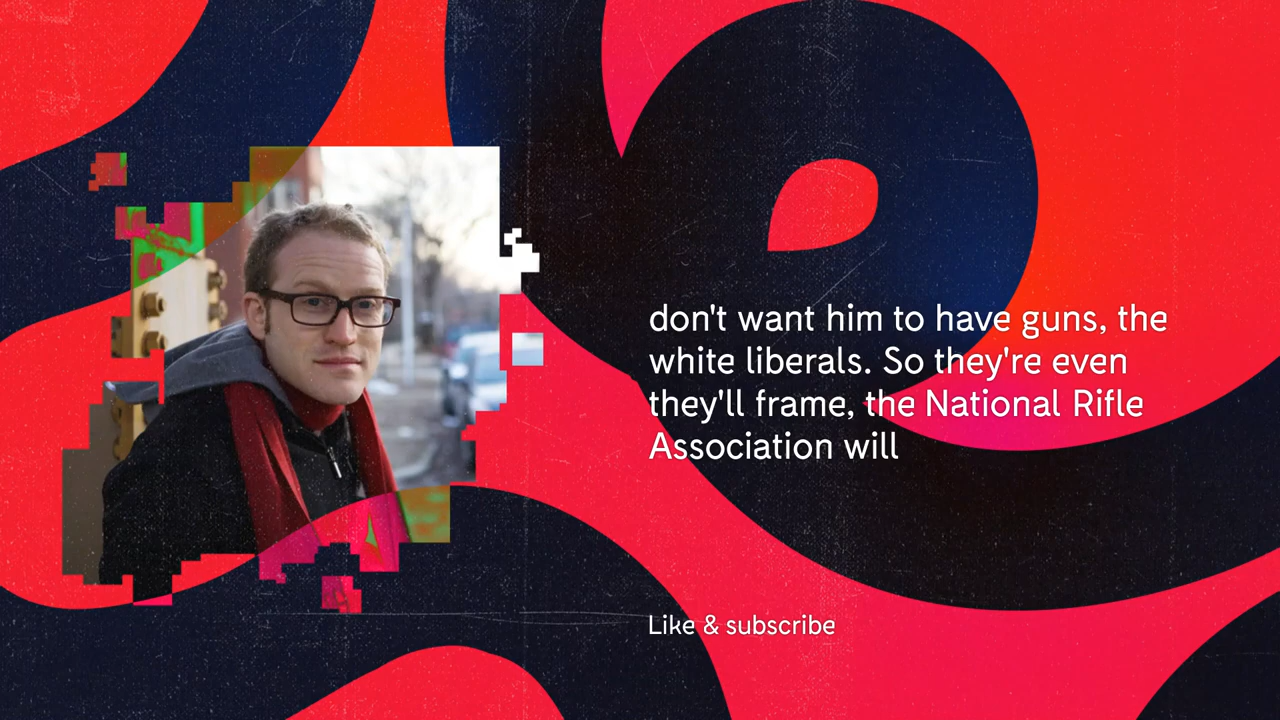 don't want him to have guns, the
white liberals. So they're even
they'll frame, the National Rifle
Association will
Like & subscribe